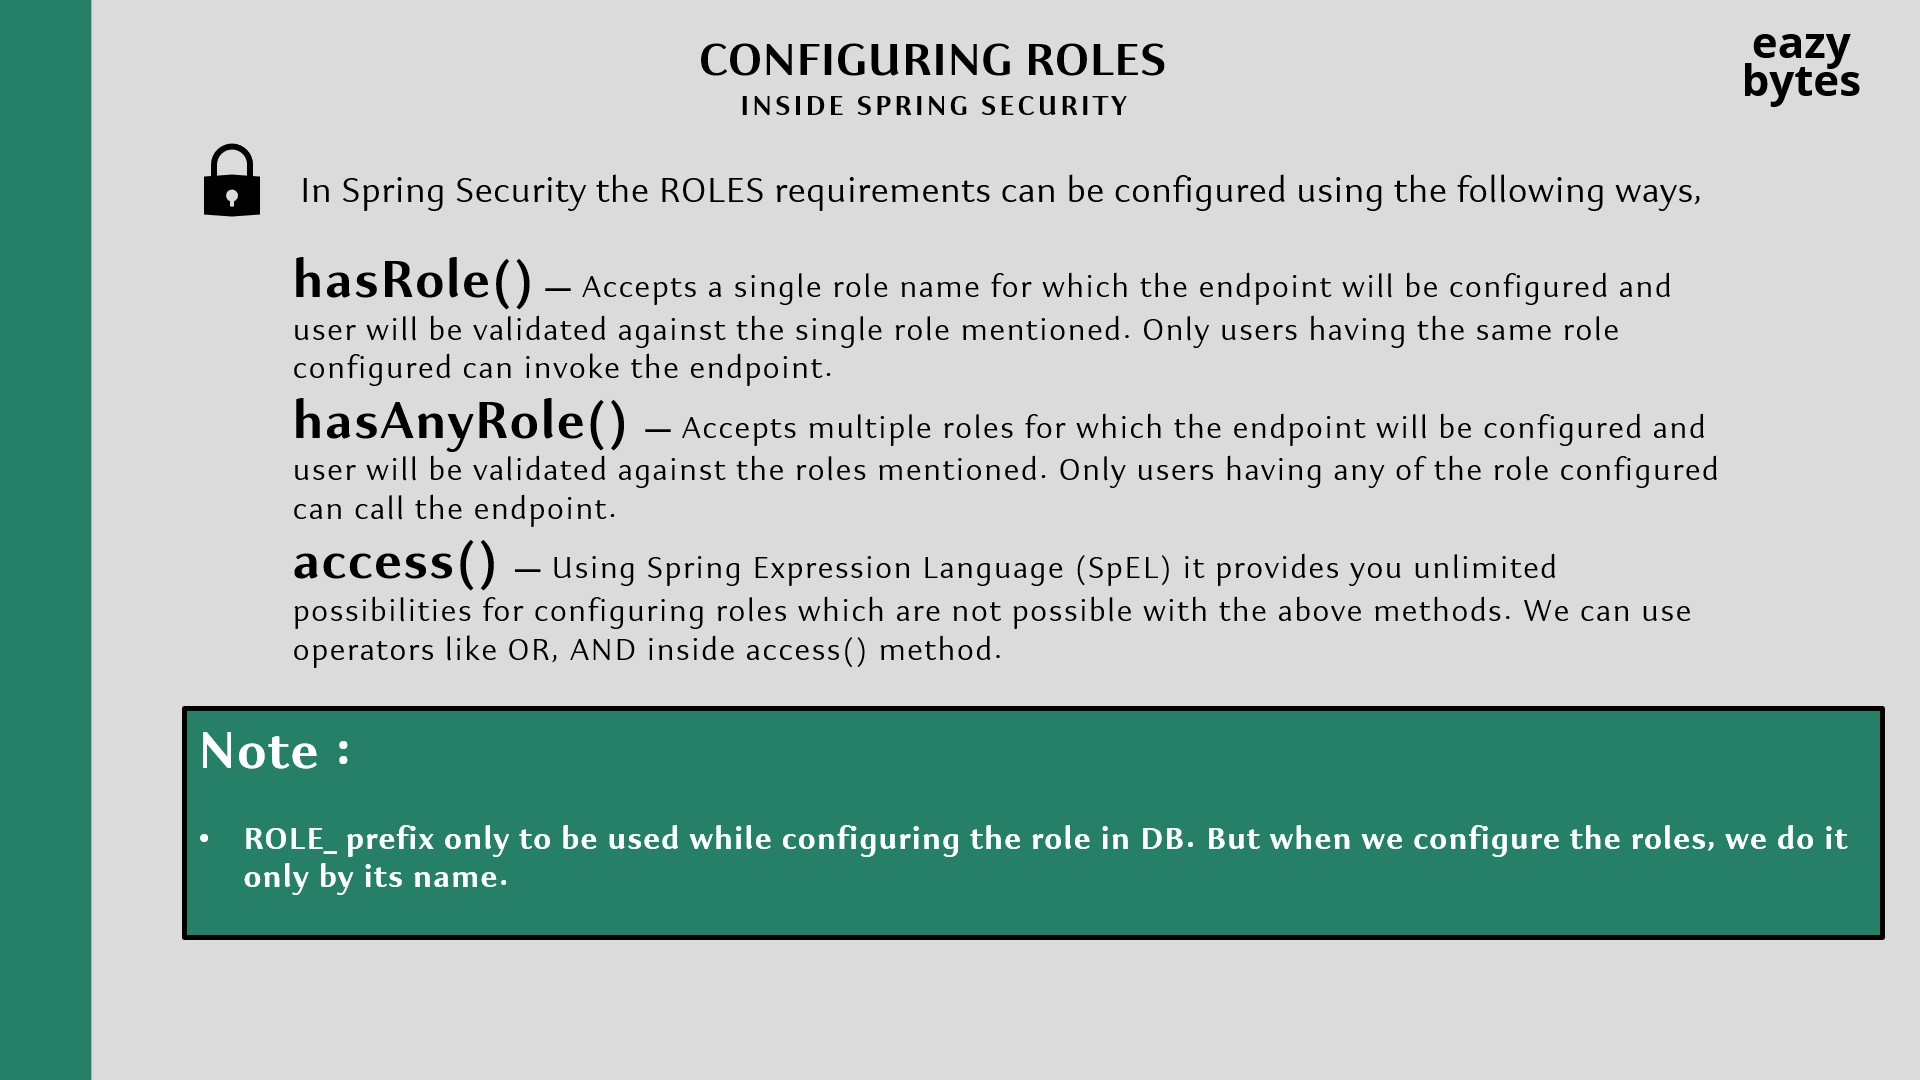 CONFIGURING ROLES
INSIDE SPRING SECURITY
eazy
bytes
In Spring Security the ROLES requirements can be configured using the following ways,
hasRole() — Accepts a single role name for which the endpoint will be configured and
user will be validated against the single role mentioned. Only users having the same role
configured can invoke the endpoint.
hasAnyRole() — Accepts multiple roles for which the endpoint will be configured and
user will be validated against the roles mentioned. Only users having any of the role configured
can call the endpoint.
access() — Using Spring Expression Language (SpEL) it provides you unlimited
possibilities for configuring roles which are not possible with the above methods. We can use
operators like OR, AND inside access() method.
Note :
• ROLE_ prefix only to be used while configuring the role in DB. But when we configure the roles, we do it
only by its name.